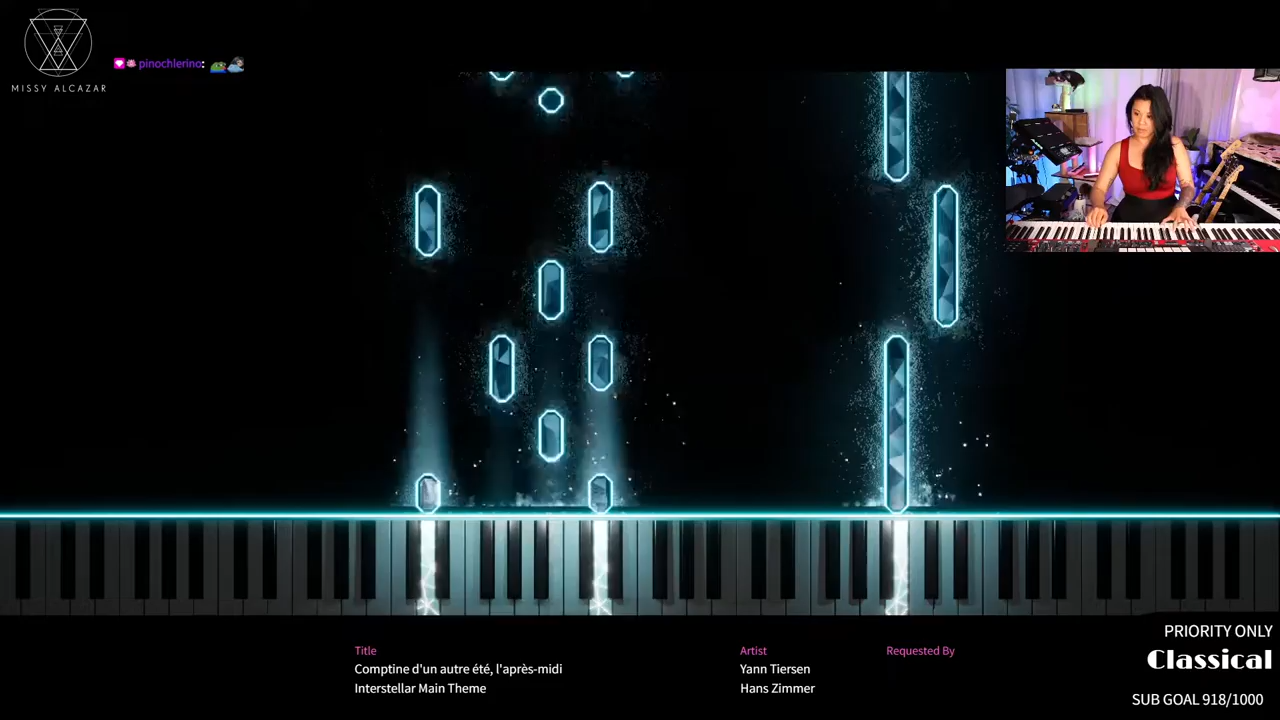 MISSY ALCAZAR
pinochlerino:
Title
Comptine d'un autre été, l'après-midi
Interstellar Main Theme
Artist
Yann Tiersen
Hans Zimmer
Requested By
PRIORITY ONLY
Classical
SUB GOAL 918/1000